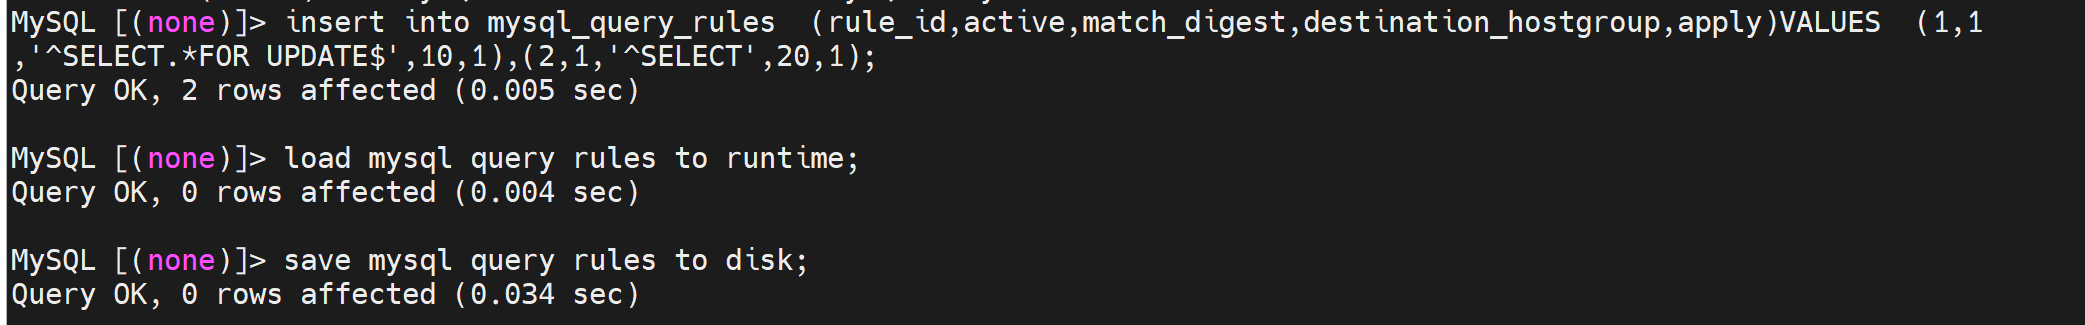 MySQL [(none)]> insert into mysql_query_rules  (rule_id,active,match_digest,destination_hostgroup,apply)VALUES  (1,1
,'^SELECT.*FOR UPDATE$',10,1),(2,1,'^SELECT',20,1);
Query OK, 2 rows affected (0.005 sec)
MySQL [(none)]> load mysql query rules to runtime;
Query OK, 0 rows affected (0.004 sec)
MySQL [(none)]> save mysql query rules to disk;
Query OK, 0 rows affected (0.034 sec)